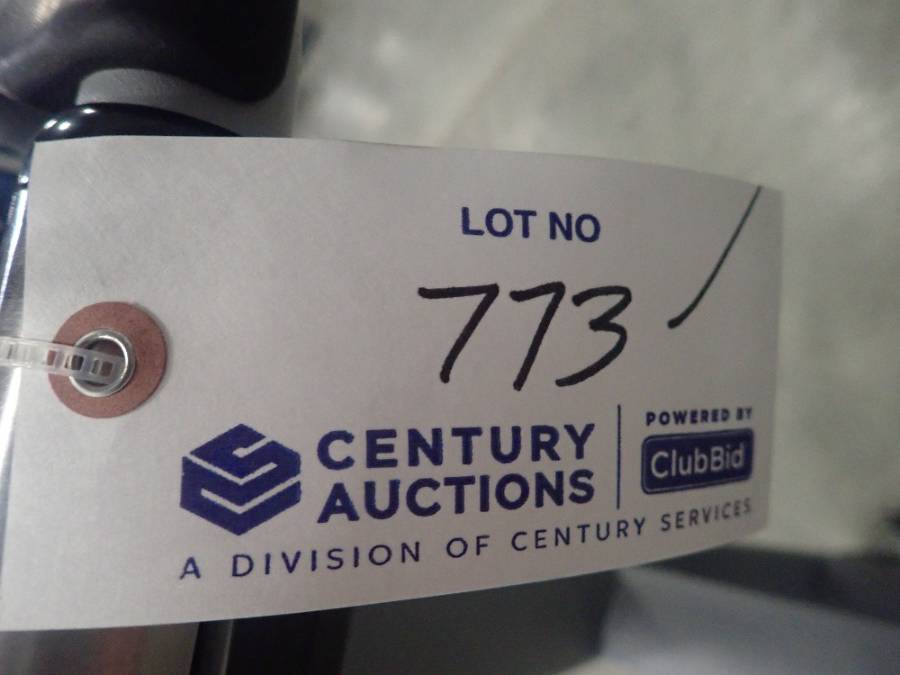 LOT NO
773 /
CENTURY
AUCTIONS
POWERED BY
ClubBid
A DIVISION OF CENTURY SERVICES